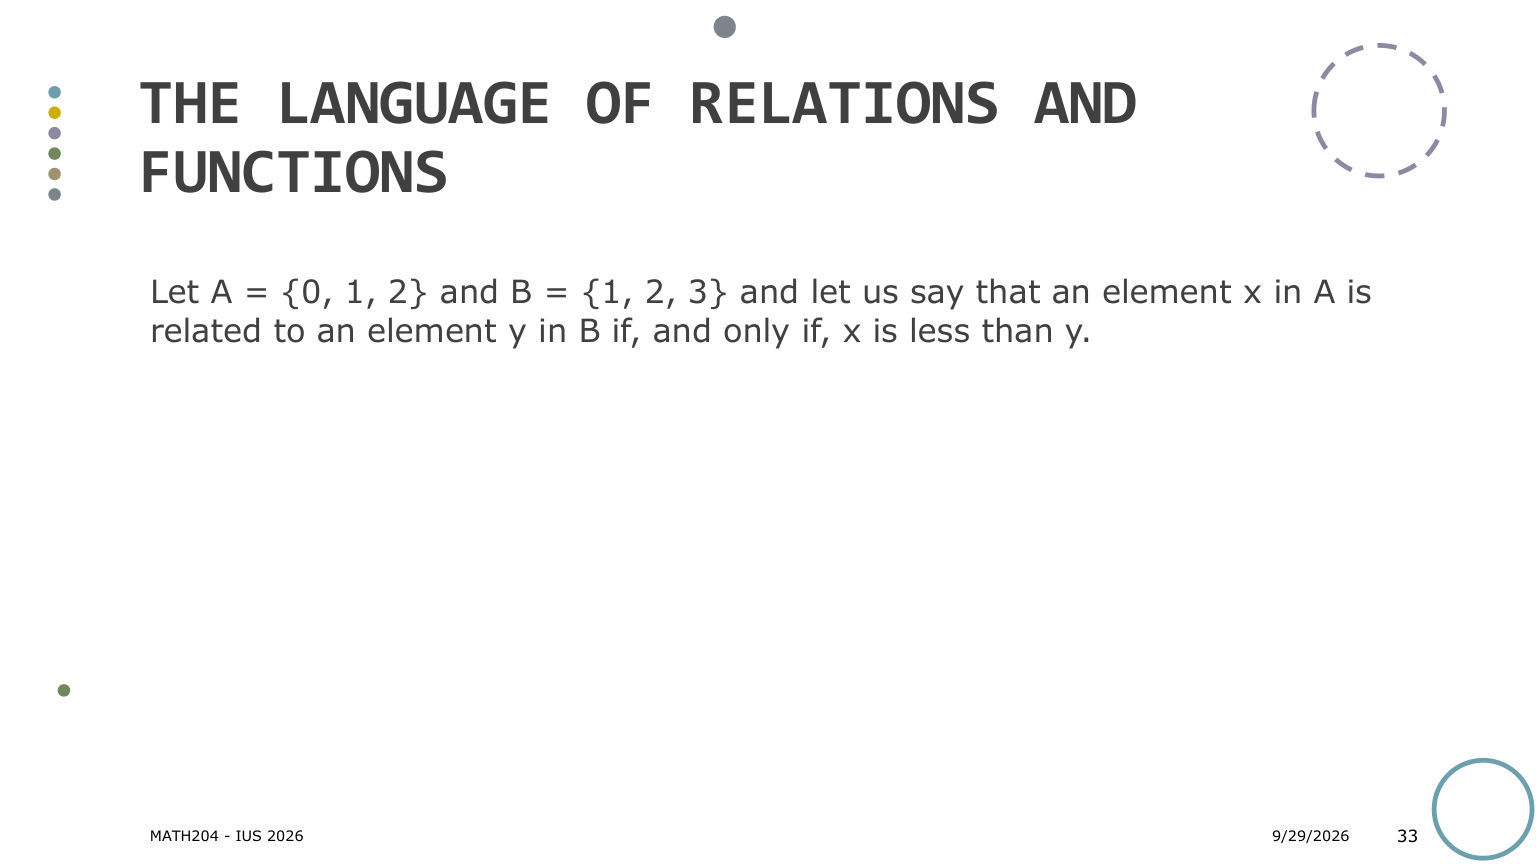 THE LANGUAGE OF RELATIONS AND
FUNCTIONS
Let A = {0, 1, 2} and B = {1, 2, 3} and let us say that an element x in A is
related to an element y in B if, and only if, x is less than y.
MATH204 - IUS 2026
9/29/2026
33